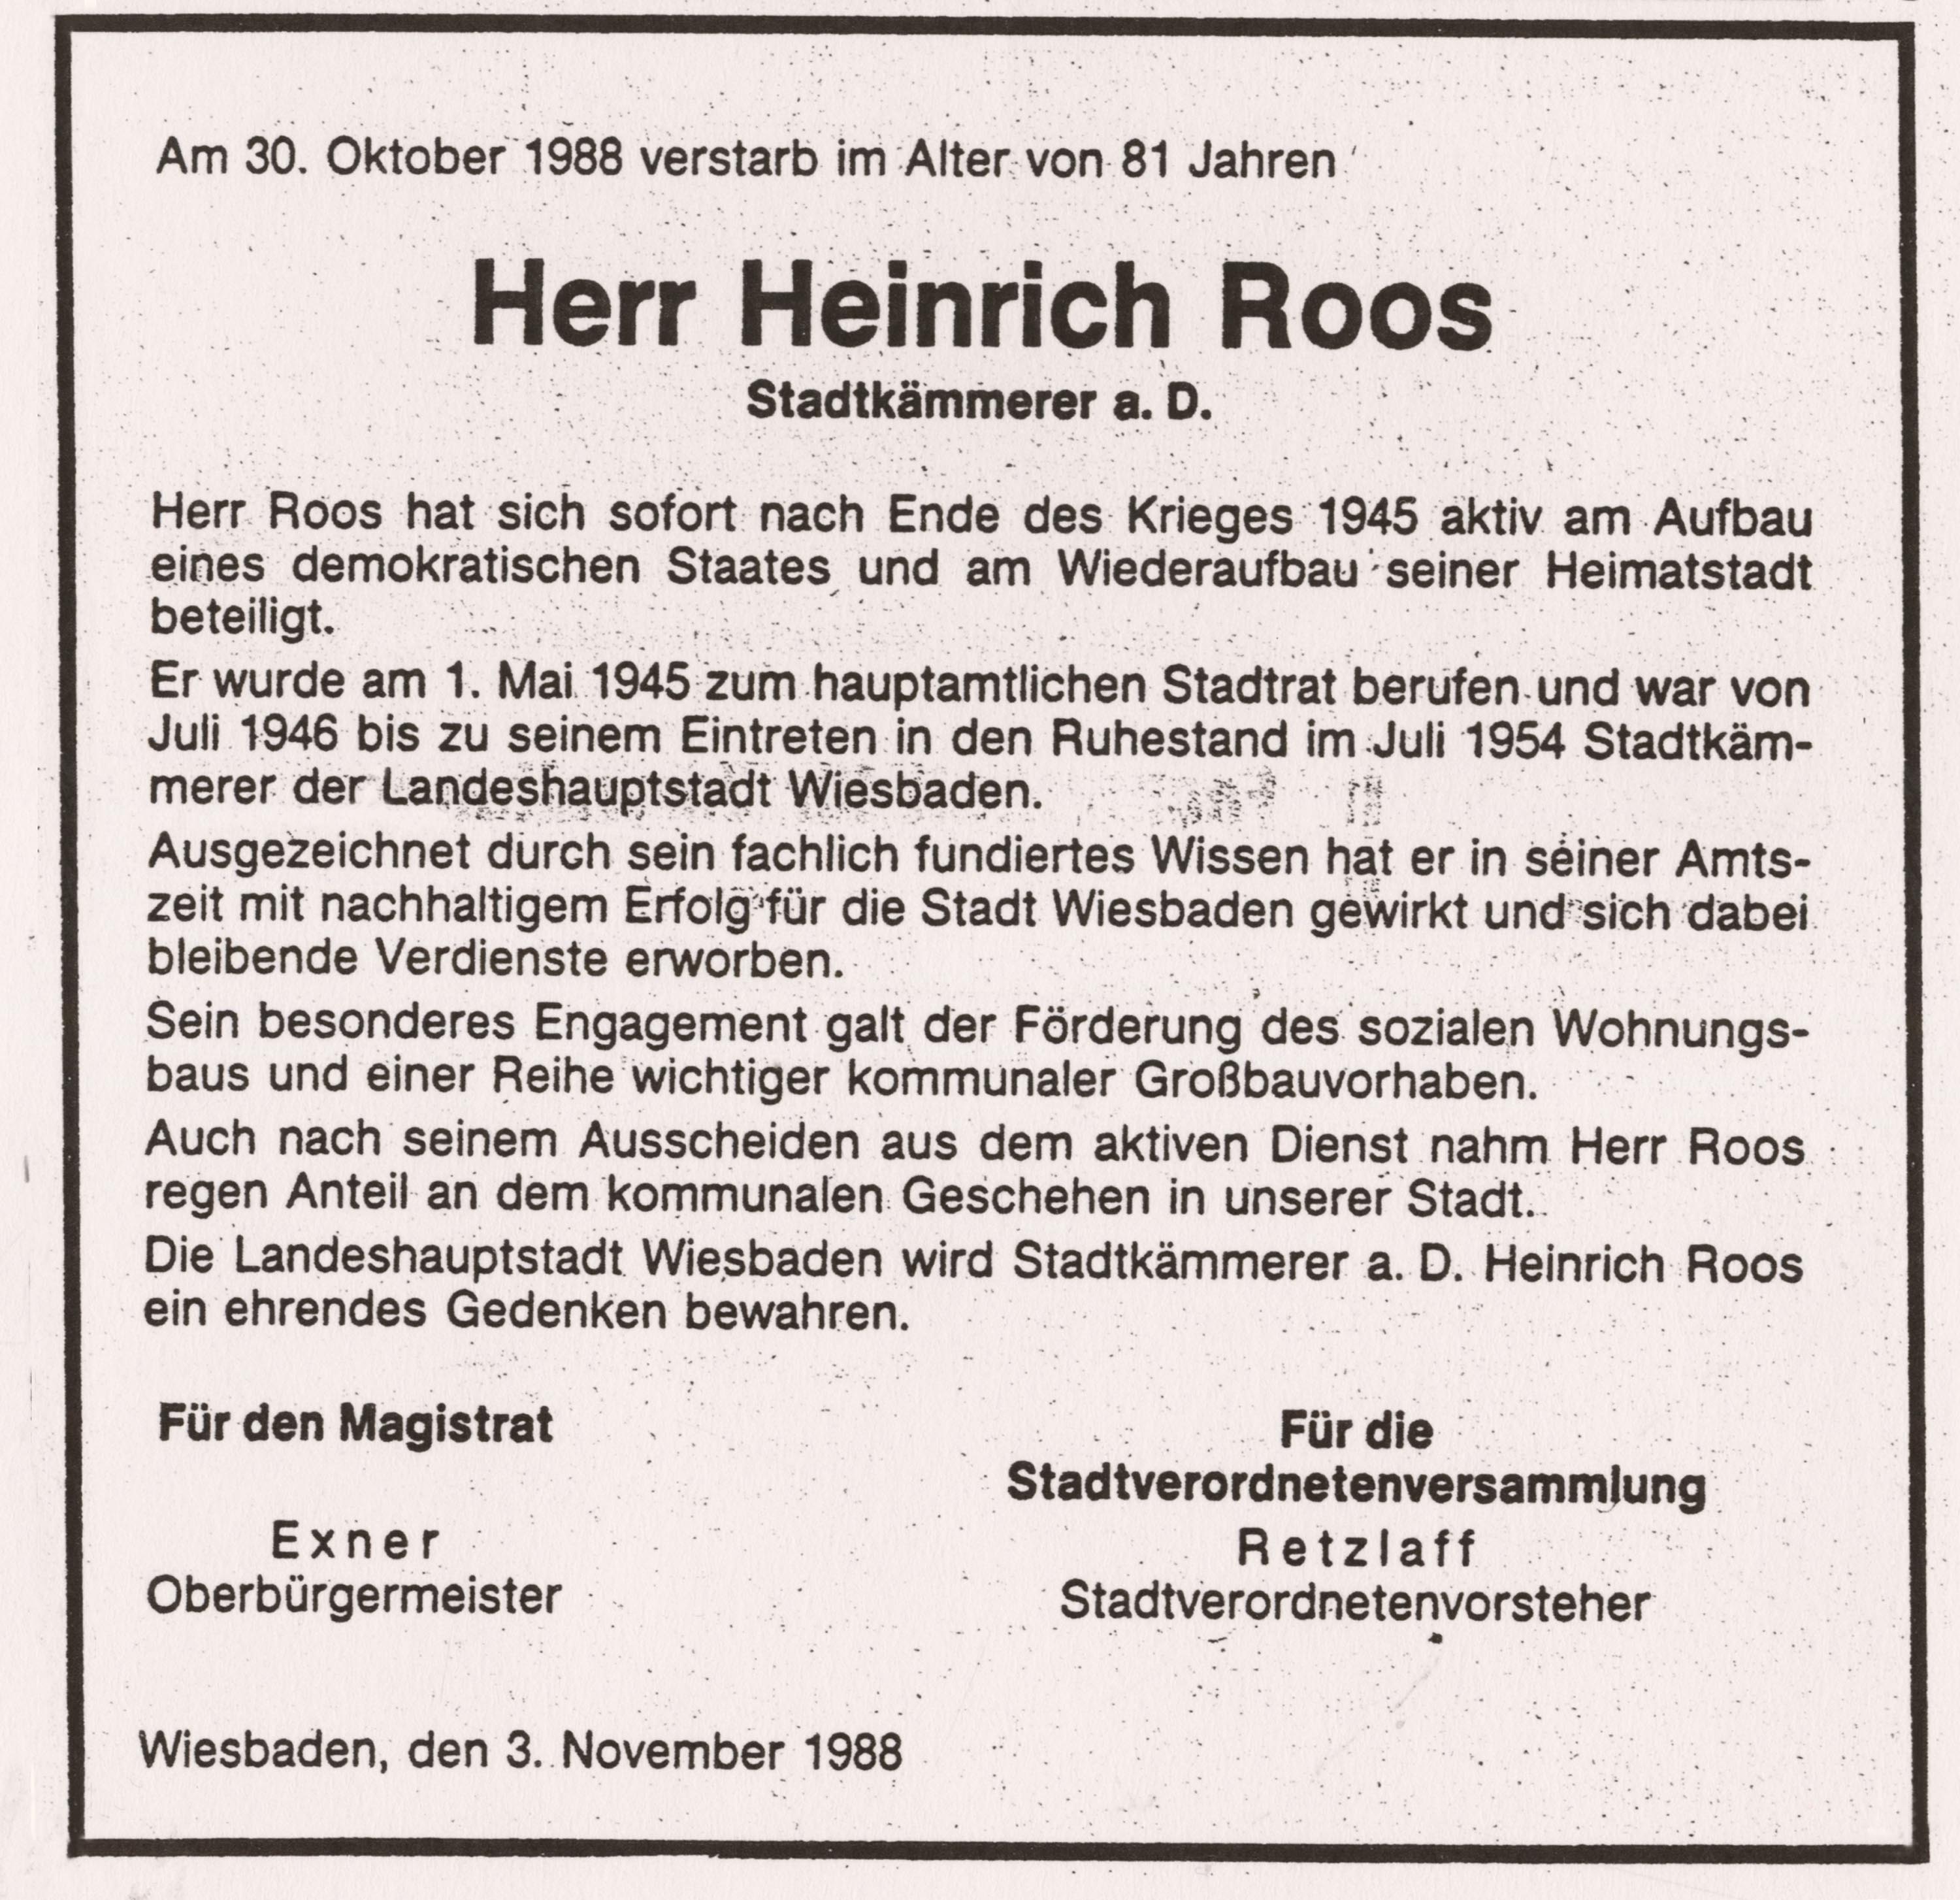 Am 30. Oktober 1988 verstarb im Alter von 81 Jahren
Herr Heinrich Roos
Stadtkämmerer a. D.
Herr Roos hat sich sofort nach Ende des Krieges 1945 aktiv am Aufbau
eines demokratischen Staates und am Wiederaufbau seiner Heimatstadt
beteiligt.
Er wurde am 1. Mai 1945 zum hauptamtlichen Stadtrat berufen und war von
Juli 1946 bis zu seinem Eintreten in den Ruhestand im Juli 1954 Stadtkäm-
merer der Landeshauptstadt Wiesbaden.
Ausgezeichnet durch sein fachlich fundiertes Wissen hat er in seiner Amts-
zeit mit nachhaltigem Erfolg für die Stadt Wiesbaden gewirkt und sich dabei
bleibende Verdienste erworben.
Sein besonderes Engagement galt der Förderung des sozialen Wohnungs-
baus und einer Reihe wichtiger kommunaler Großbauvorhaben.
Auch nach seinem Ausscheiden aus dem aktiven Dienst nahm Herr Roos
regen Anteil an dem kommunalen Geschehen in unserer Stadt.
Die Landeshauptstadt Wiesbaden wird Stadtkämmerer a. D. Heinrich Roos
ein ehrendes Gedenken bewahren.
Für den Magistrat
Exner
Oberbürgermeister
Für die
Stadtverordnetenversammlung
Retzlaff
Stadtverordnetenvorsteher
Wiesbaden, den 3. November 1988